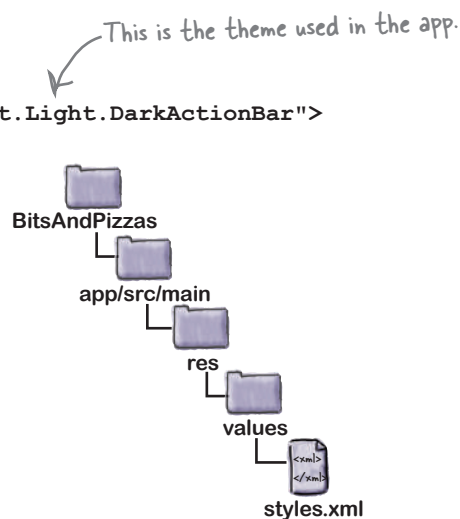 This is the theme used in the app.
t.Light.DarkActionBar">
BitsAndPizzas
app/src/main
res
values
<xml>
</xml>
styles.xml